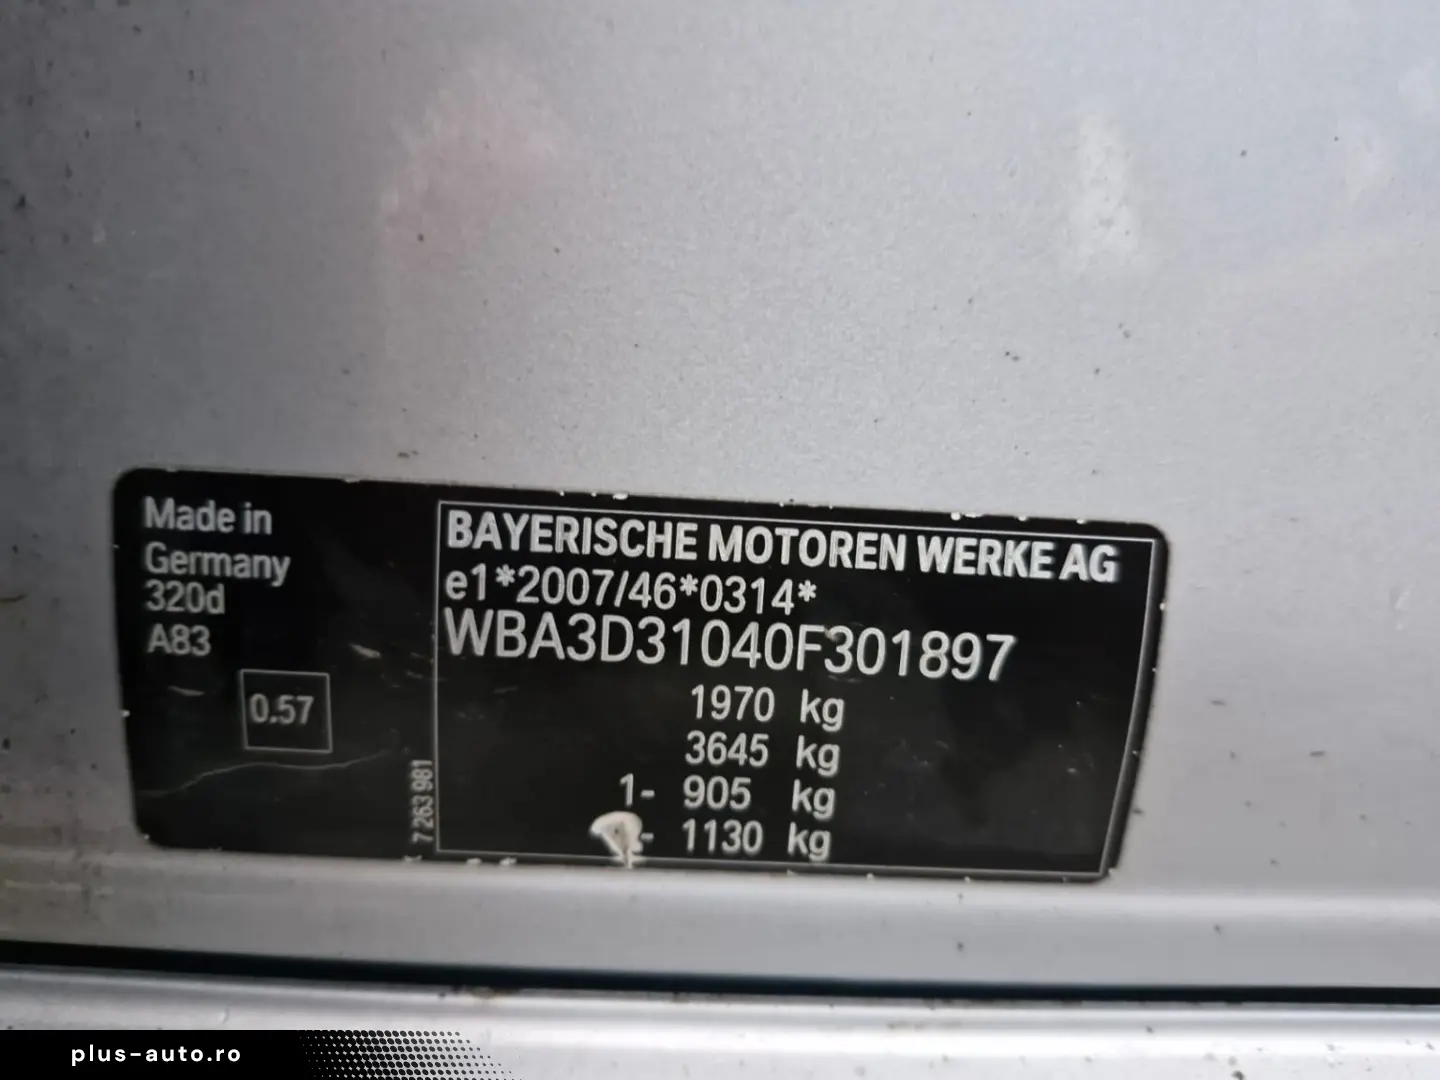 Made in
Germany
320d
A83
0.57
7 263 981
BAYERISCHE MOTOREN WERKE AG
e1*2007/46*0314*
WBA3D31040F301897
1970 kg
3645 kg
1- 905 kg
- 1130 kg
plus-auto.ro